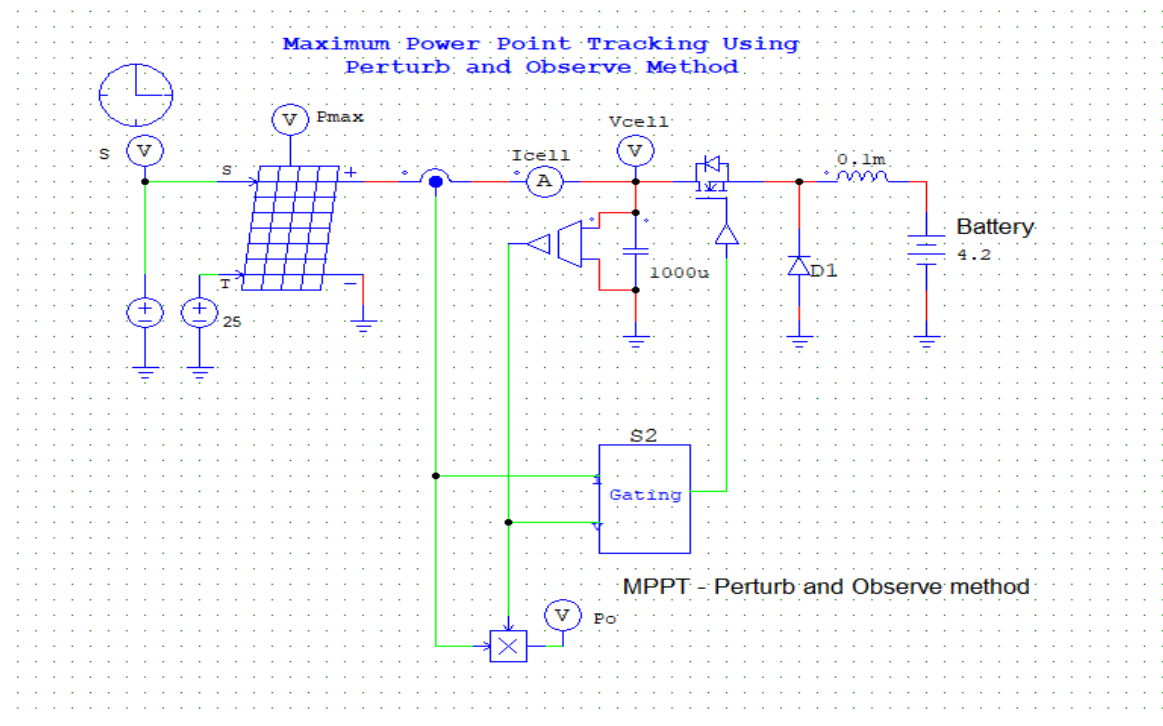 Maximum Power Point Tracking Using
Perturb and Observe Method
V
Pmax
S
V
S
T
25
Icell
A
Vcell
V
1000u
D1
0.1m
Battery
4.2
S2
i
Gating
v
MPPT - Perturb and Observe method
V
Po